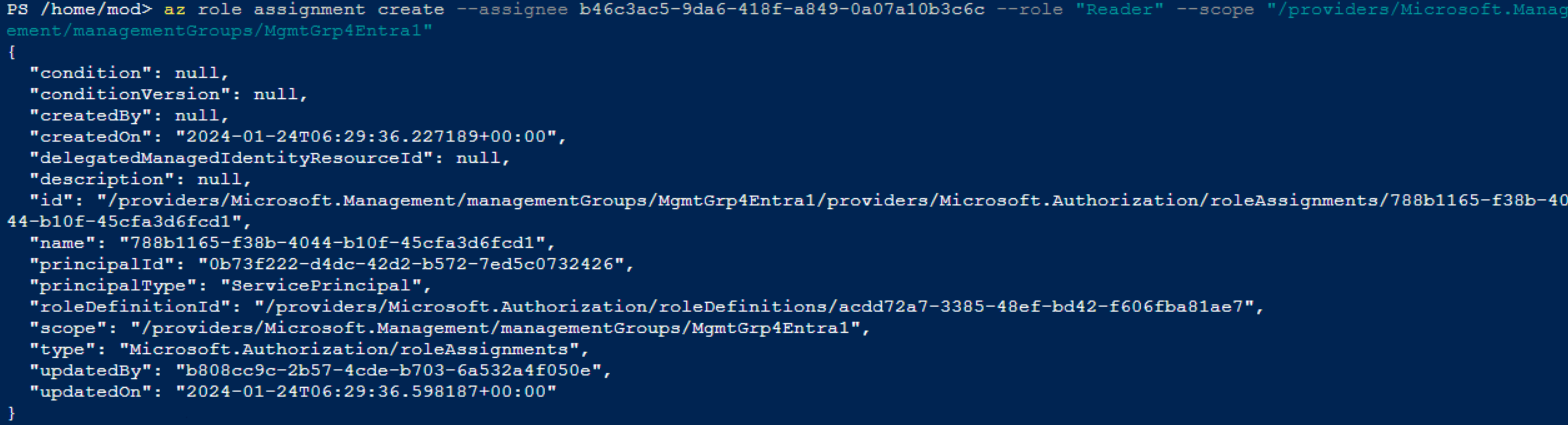 PS /home/mod> az role assignment create --assignee b46c3ac5-9da6-418f-a849-0a07a10b3c6c --role "Reader" --scope "/providers/Microsoft.Manag
ement/managementGroups/MgmtGrp4Entra1"
{
  "condition": null,
  "conditionVersion": null,
  "createdBy": null,
  "createdOn": "2024-01-24T06:29:36.227189+00:00",
  "delegatedManagedIdentityResourceId": null,
  "description": null,
  "id": "/providers/Microsoft.Management/managementGroups/MgmtGrp4Entra1/providers/Microsoft.Authorization/roleAssignments/788b1165-f38b-40
44-b10f-45cfa3d6fcd1",
  "name": "788b1165-f38b-4044-b10f-45cfa3d6fcd1",
  "principalId": "0b73f222-d4dc-42d2-b572-7ed5c0732426",
  "principalType": "ServicePrincipal",
  "roleDefinitionId": "/providers/Microsoft.Authorization/roleDefinitions/acdd72a7-3385-48ef-bd42-f606fba81ae7",
  "scope": "/providers/Microsoft.Management/managementGroups/MgmtGrp4Entra1",
  "type": "Microsoft.Authorization/roleAssignments",
  "updatedBy": "b808cc9c-2b57-4cde-b703-6a532a4f050e",
  "updatedOn": "2024-01-24T06:29:36.598187+00:00"
}